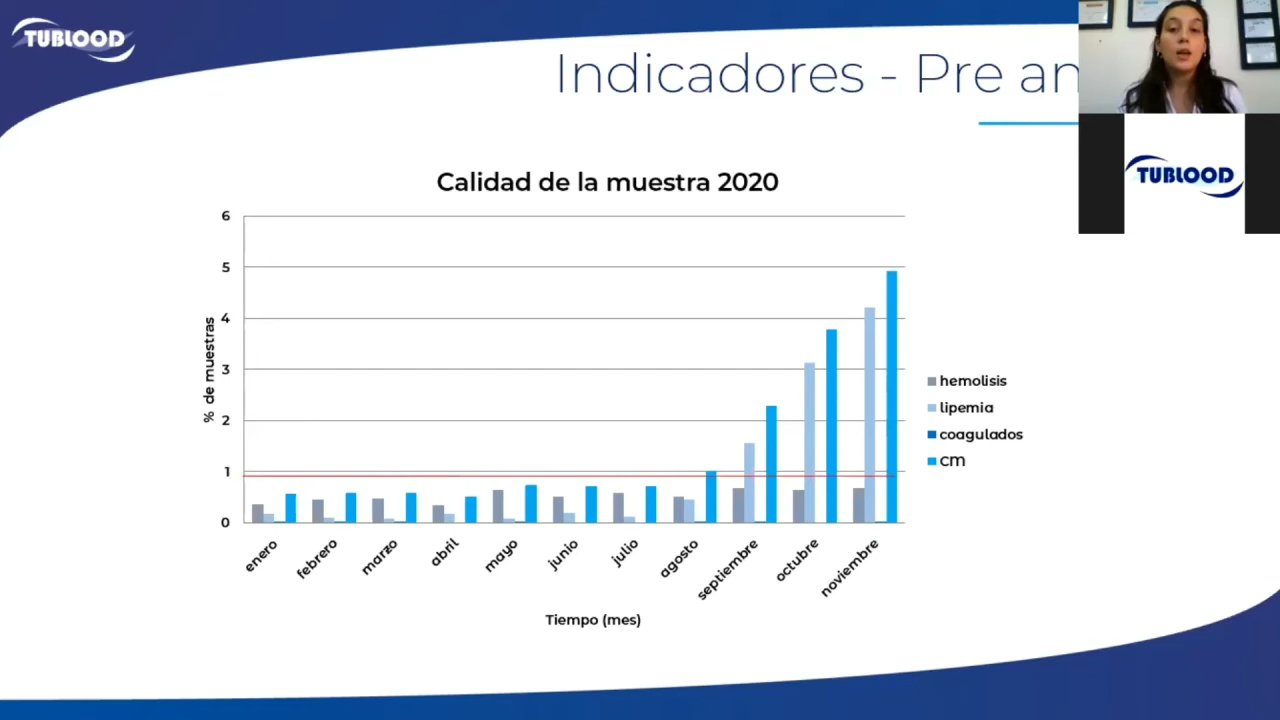 TUBLOOD
Indicadores - Pre an
TUBLOOD
Calidad de la muestra 2020
6
5
4
3
2
1
0
% de muestras
enero
febrero
marzo
abril
mayo
junio
julio
agosto
septiembre
octubre
noviembre
Tiempo (mes)
hemolisis
lipemia
coagulados
CM